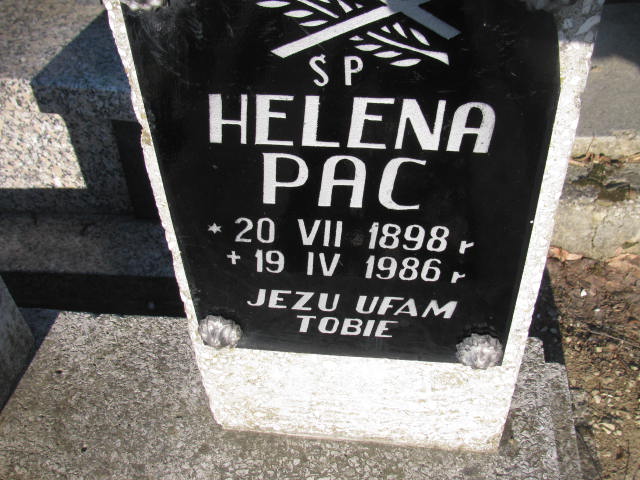 ŚP
HELENA
PAC
* 20 VII 1898 r
+ 19 IV 1986 r
JEZU UFAM
TOBIE